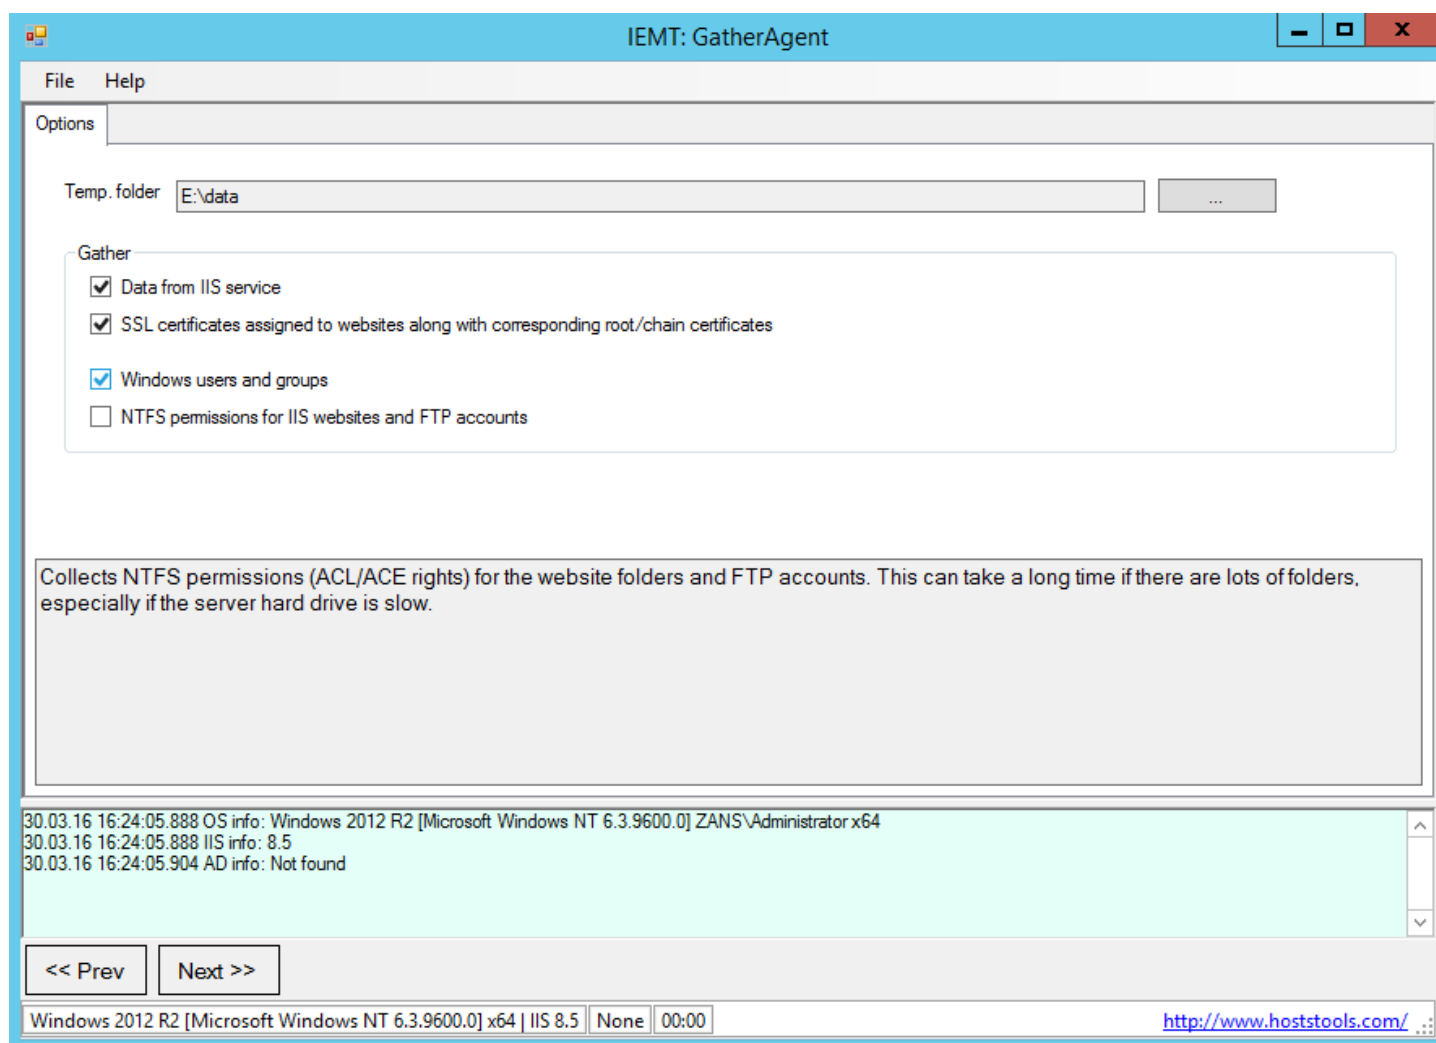 IEMT: GatherAgent
File Help
Options
Temp. folder E:\data ...
Gather
Data from IIS service
SSL certificates assigned to websites along with corresponding root/chain certificates
Windows users and groups
NTFS permissions for IIS websites and FTP accounts
Collects NTFS permissions (ACL/ACE rights) for the website folders and FTP accounts. This can take a long time if there are lots of folders,
especially if the server hard drive is slow.
30.03.16 16:24:05.888 OS info: Windows 2012 R2 [Microsoft Windows NT 6.3.9600.0] ZANS\Administrator x64
30.03.16 16:24:05.888 IIS info: 8.5
30.03.16 16:24:05.904 AD info: Not found
<< Prev Next >>
Windows 2012 R2 [Microsoft Windows NT 6.3.9600.0] x64 | IIS 8.5 None 00:00 http://www.hoststools.com/